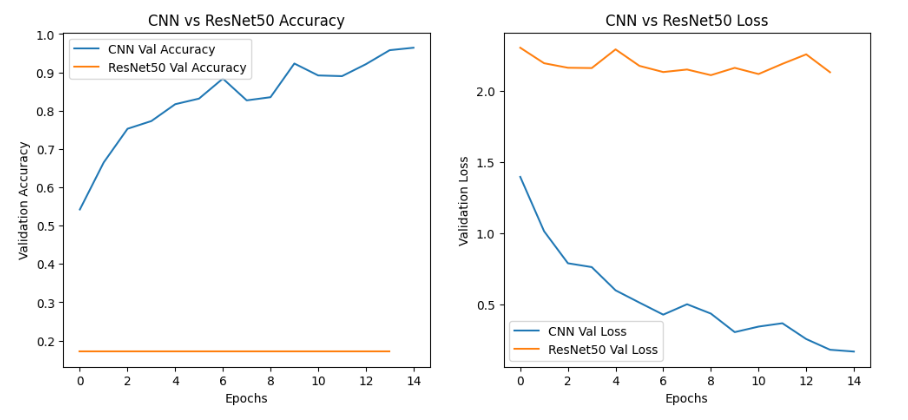 CNN vs ResNet50 Accuracy
CNN Val Accuracy
ResNet50 Val Accuracy
Validation Accuracy
1.0
0.9
0.8
0.7
0.6
0.5
0.4
0.3
0.2
0 2 4 6 8 10 12 14
Epochs
CNN vs ResNet50 Loss
Validation Loss
2.0
1.5
1.0
0.5
CNN Val Loss
ResNet50 Val Loss
0 2 4 6 8 10 12 14
Epochs